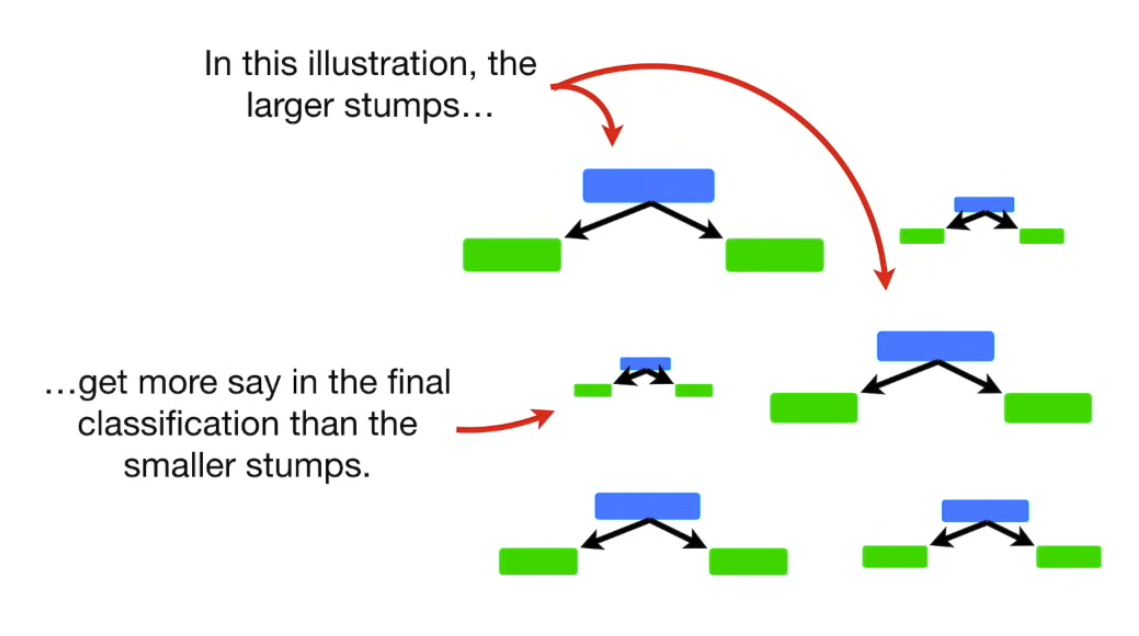 In this illustration, the
larger stumps…
…get more say in the final
classification than the
smaller stumps.